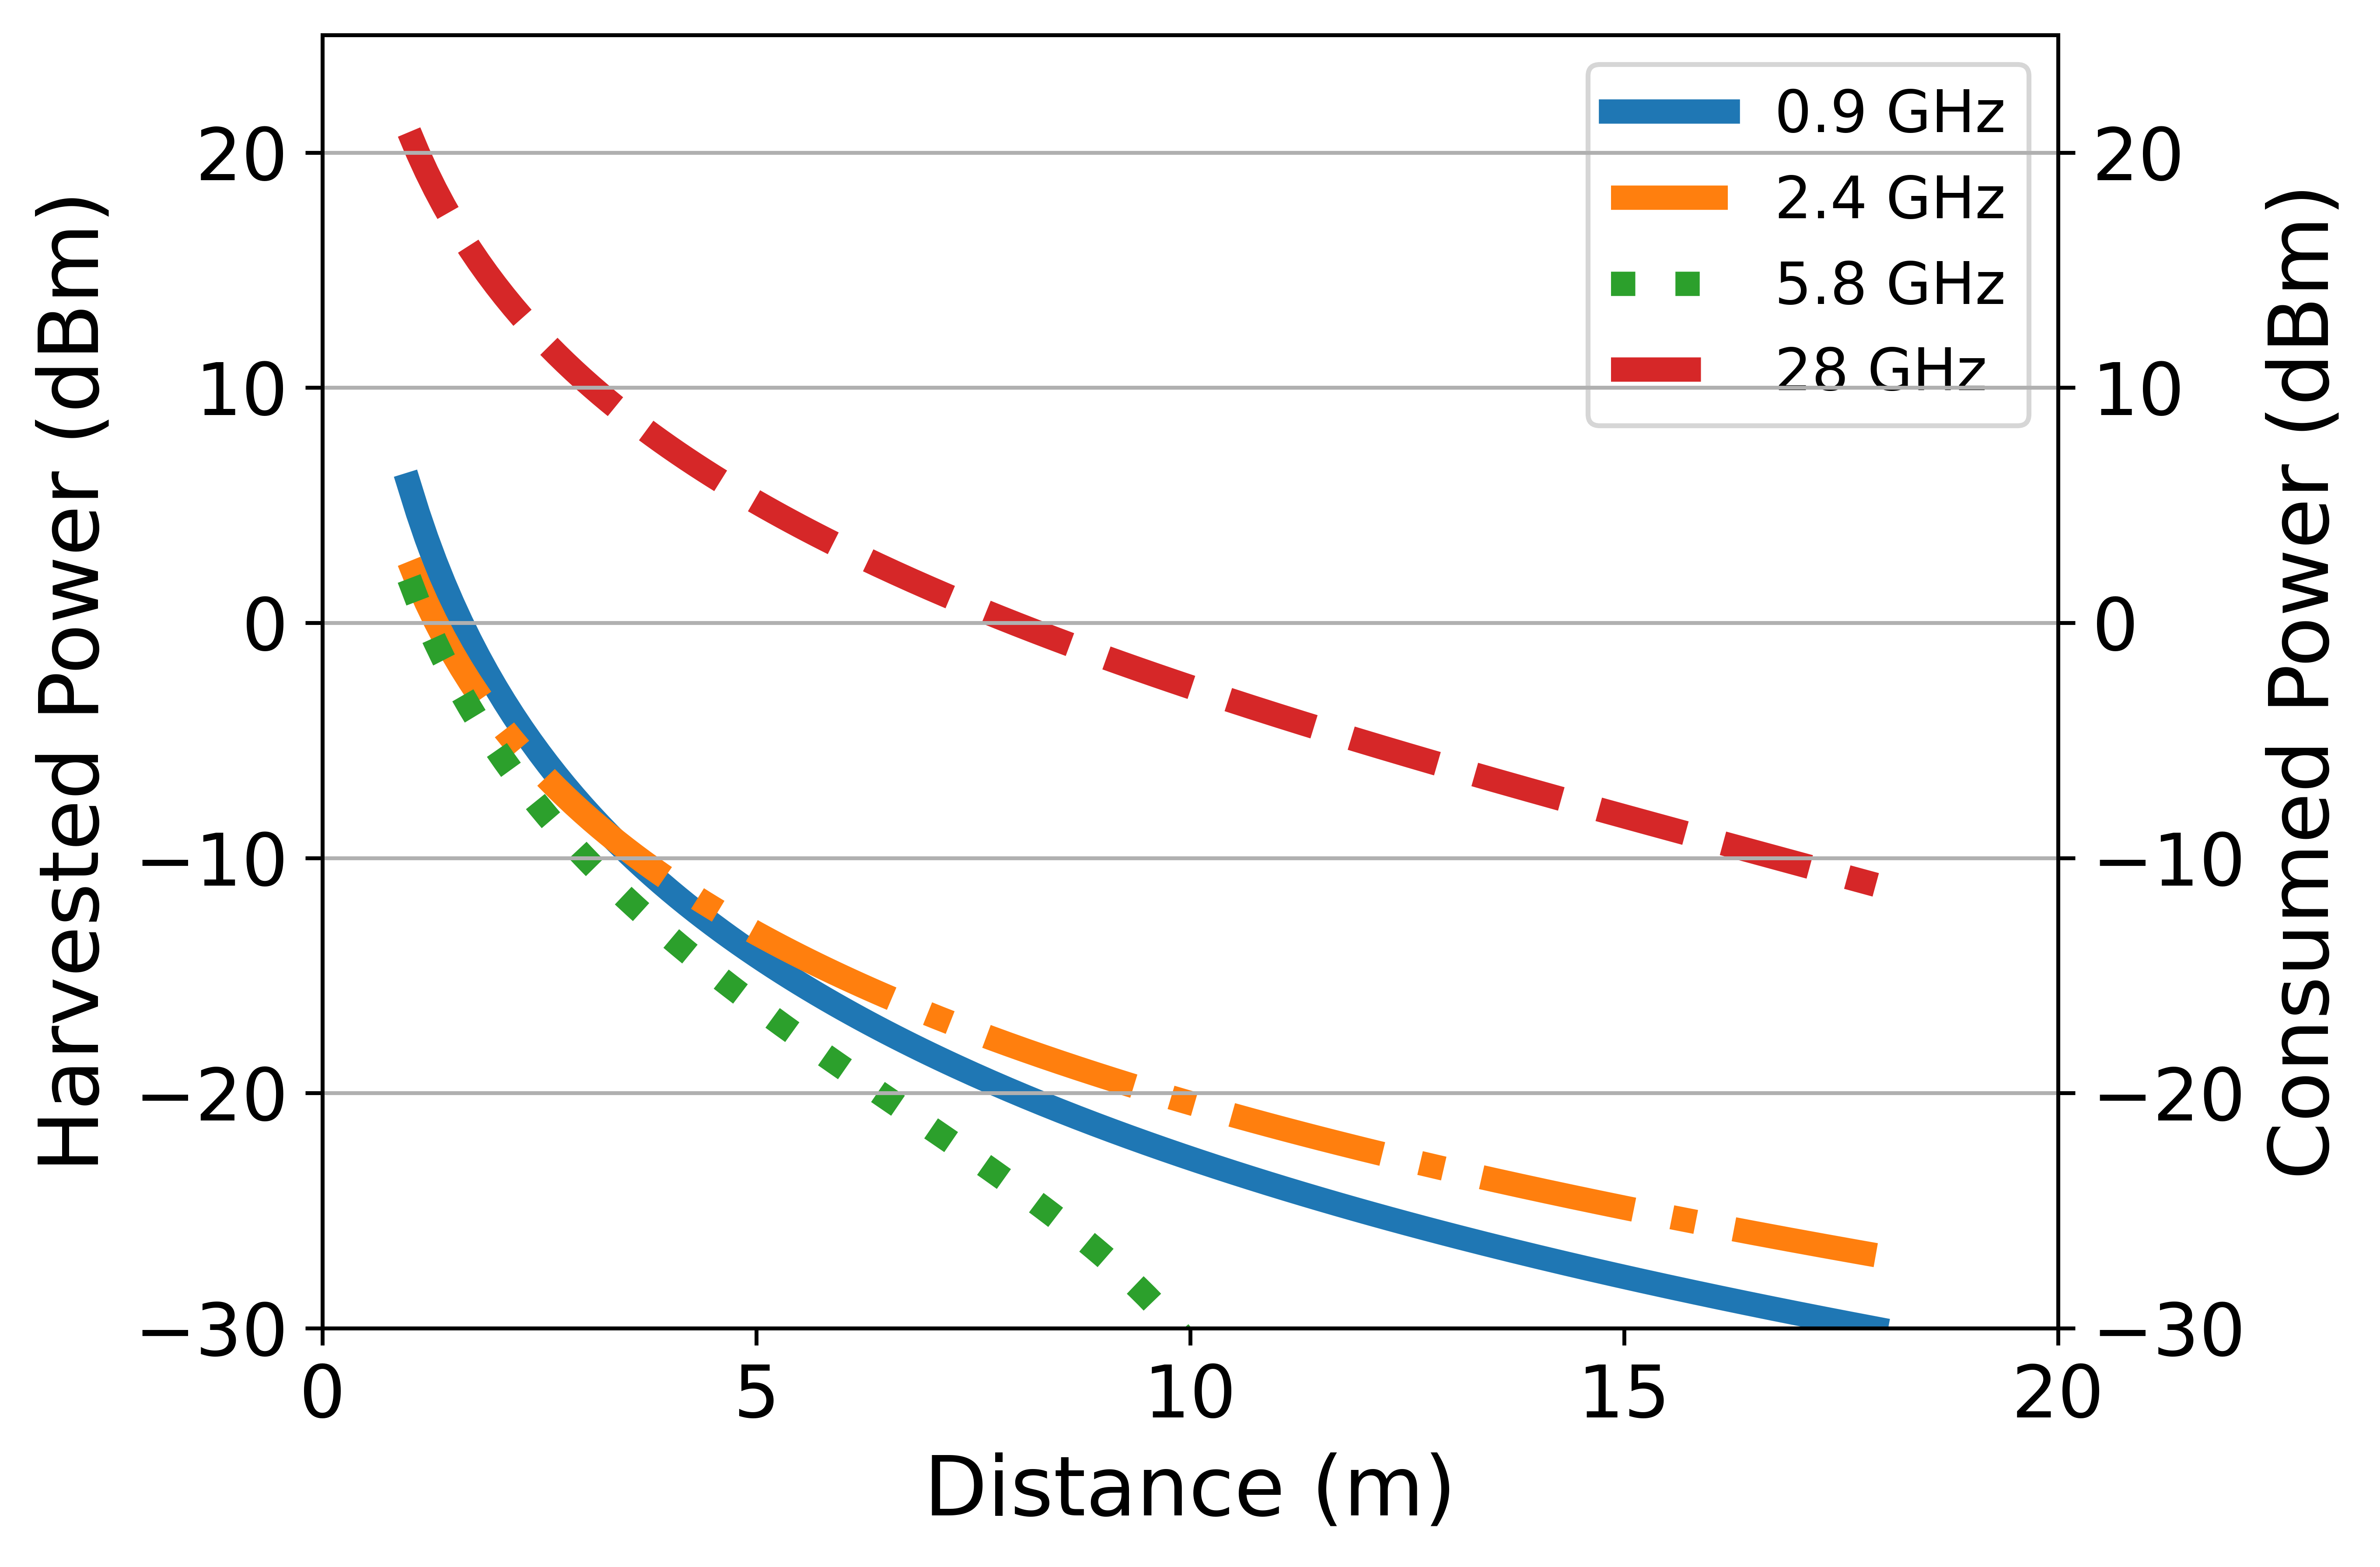 Harvested Power (dBm)
20
10
0
−10
−20
−30
0.9 GHz
2.4 GHz
5.8 GHz
28 GHz
20
10
0
−10
−20
−30
Consumed Power (dBm)
0 5 10 15 20
Distance (m)